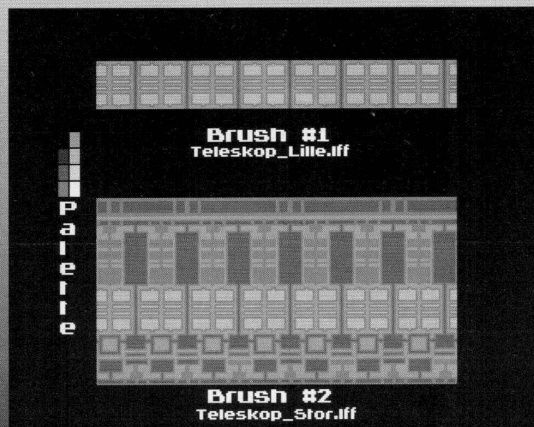 Brush #1
Teleskop_Lille.Iff
Palette
Brush #2
Teleskop_Stor.Iff